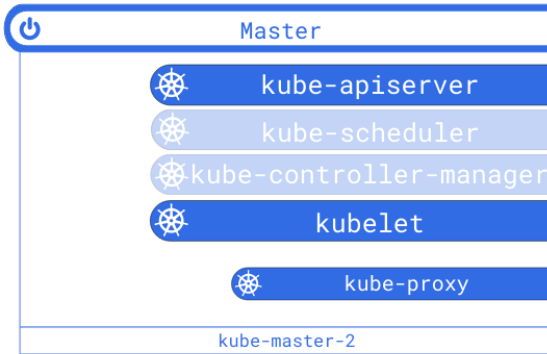 Master
kube-apiserver
kube-scheduler
kube-controller-manager
kubelet
kube-proxy
kube-master-2